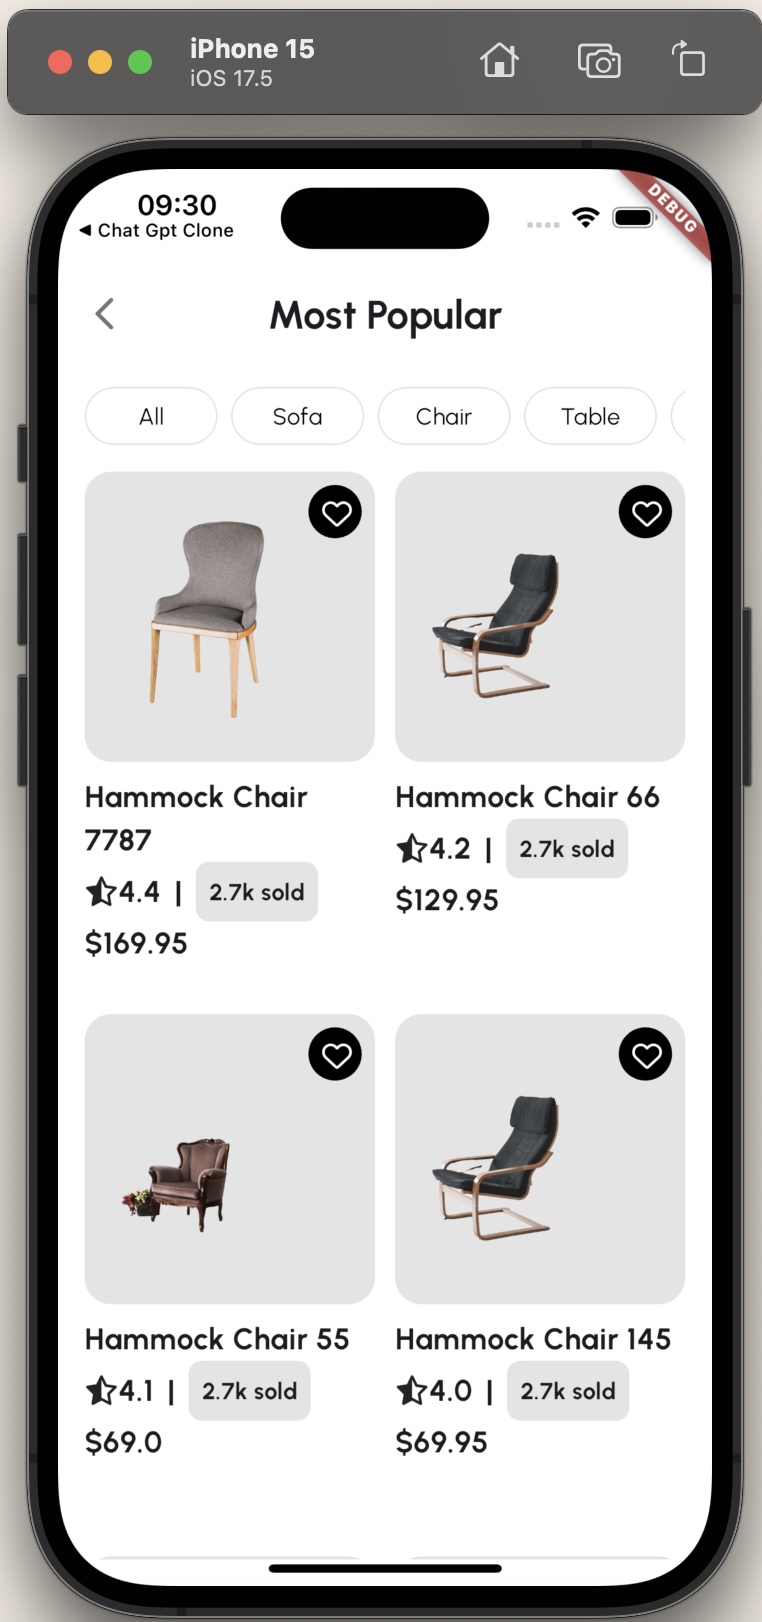 iPhone 15
iOS 17.5
09:30
◀ Chat Gpt Clone
DEBUG
Most Popular
All
Sofa
Chair
Table
Hammock Chair
7787
4.4 | 2.7k sold
$169.95
Hammock Chair 66
4.2 | 2.7k sold
$129.95
Hammock Chair 55
4.1 | 2.7k sold
$69.0
Hammock Chair 145
4.0 | 2.7k sold
$69.95